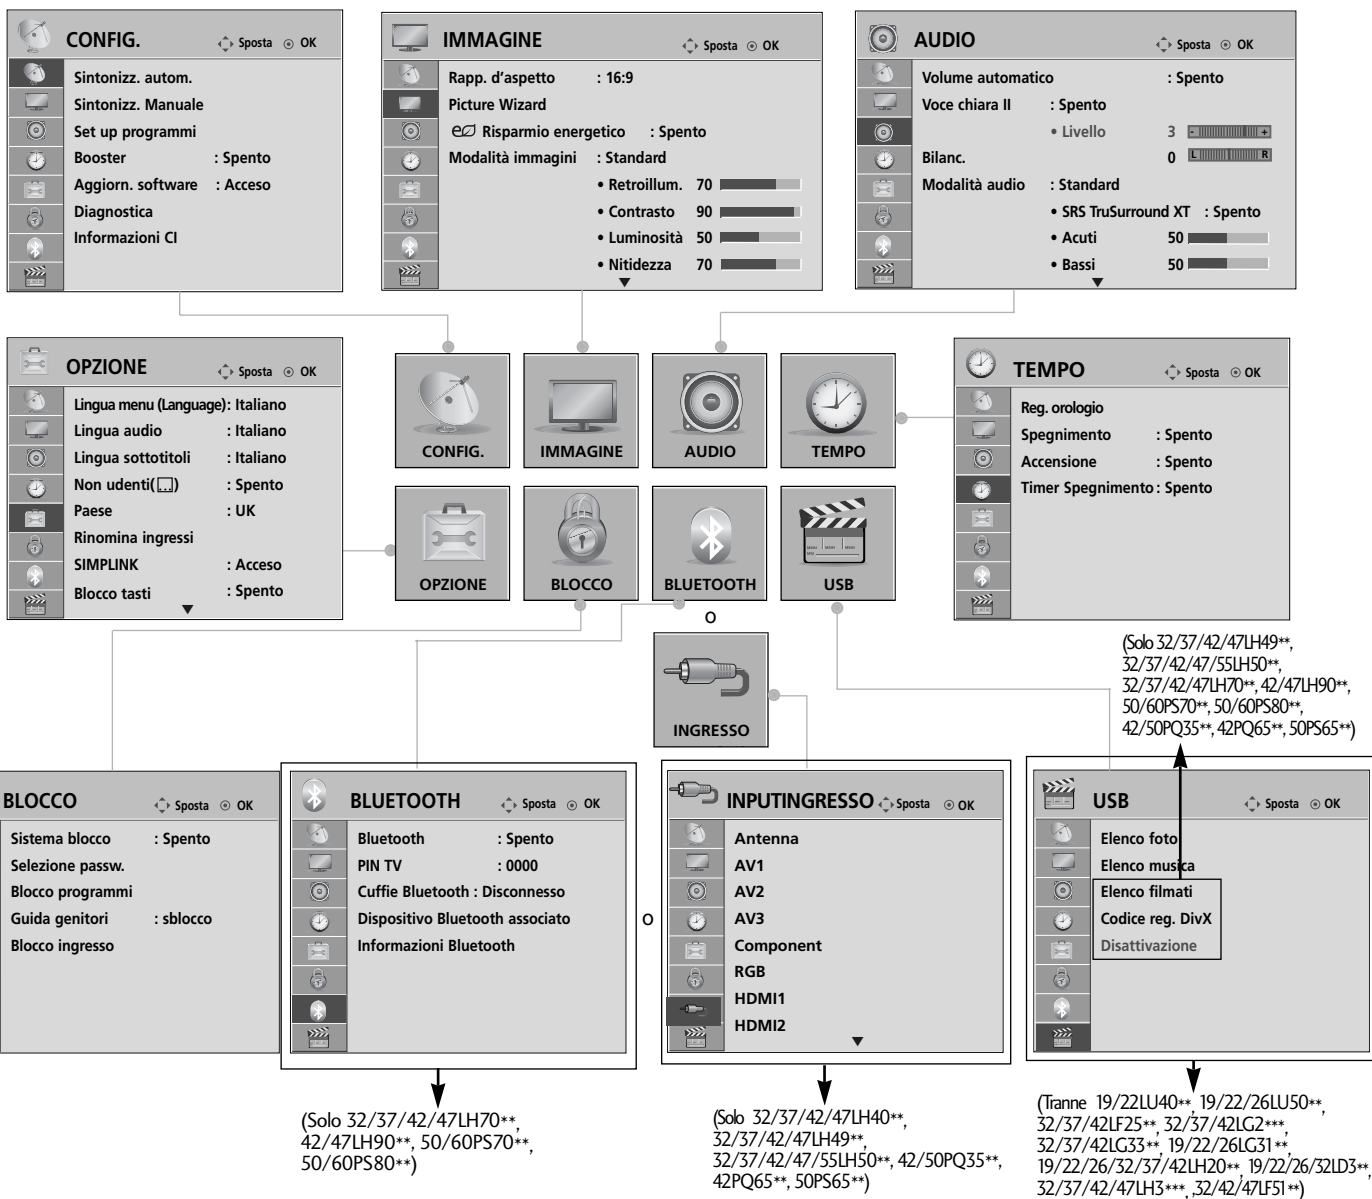 CONFIG. Sposta OK
Sintonizz. autom.
Sintonizz. Manuale
Set up programmi
Booster : Spento
Aggiorn. software : Acceso
Diagnostica
Informazioni CI
IMMAGINE Sposta OK
Rapp. d'aspetto : 16:9
Picture Wizard
Risparmio energetico : Spento
Modalità immagini : Standard
• Retroillum. 70
• Contrasto 90
• Luminosità 50
• Nitidezza 70
AUDIO Sposta OK
Volume automatico : Spento
Voce chiara II : Spento
• Livello 3 - +
Bilanc. 0 L R
Modalità audio : Standard
• SRS TruSurround XT : Spento
• Acuti 50
• Bassi 50
OPZIONE Sposta OK
Lingua menu (Language) : Italiano
Lingua audio : Italiano
Lingua sottotitoli : Italiano
Non udenti( ) : Spento
Paese : UK
Rinomina ingressi
SIMPLINK : Acceso
Blocco tasti : Spento
CONFIG.
IMMAGINE
AUDIO
TEMPO
OPZIONE
BLOCCO
BLUETOOTH
USB
o
INGRESSO
TEMPO Sposta OK
Reg. orologio
Spegnimento : Spento
Accensione : Spento
Timer Spegnimento : Spento
(Solo 32/37/42/47LH49**,
32/37/42/47/55LH50**,
32/37/42/47LH70**, 42/47LH90**,
50/60PS70**, 50/60PS80**,
42/50PQ35**, 42PQ65**, 50PS65**)
BLOCCO Sposta OK
Sistema blocco : Spento
Selezione passw.
Blocco programmi
Guida genitori : sblocco
Blocco ingresso
BLUETOOTH Sposta OK
Bluetooth : Spento
PIN TV : 0000
Cuffie Bluetooth : Disconnesso
Dispositivo Bluetooth associato
Informazioni Bluetooth
o
INPUTINGRESSO Sposta OK
Antenna
AV1
AV2
AV3
Component
RGB
HDMI1
HDMI2
USB Sposta OK
Elenco foto
Elenco musica
Elenco filmati
Codice reg. DivX
Disattivazione
(Solo 32/37/42/47LH70**,
42/47LH90**, 50/60PS70**,
50/60PS80**)
(Solo 32/37/42/47LH40**,
32/37/42/47LH49**,
32/37/42/47/55LH50**, 42/50PQ35**,
42PQ65**, 50PS65**)
(Tranne 19/22LU40**, 19/22/26LU50**,
32/37/42LF25**, 32/37/42LG2***,
32/37/42LG33**, 19/22/26LG31**,
19/22/26/32/37/42LH20**, 19/22/26/32LD3**,
32/37/42/47LH3***, ,32/42/47LF51**)